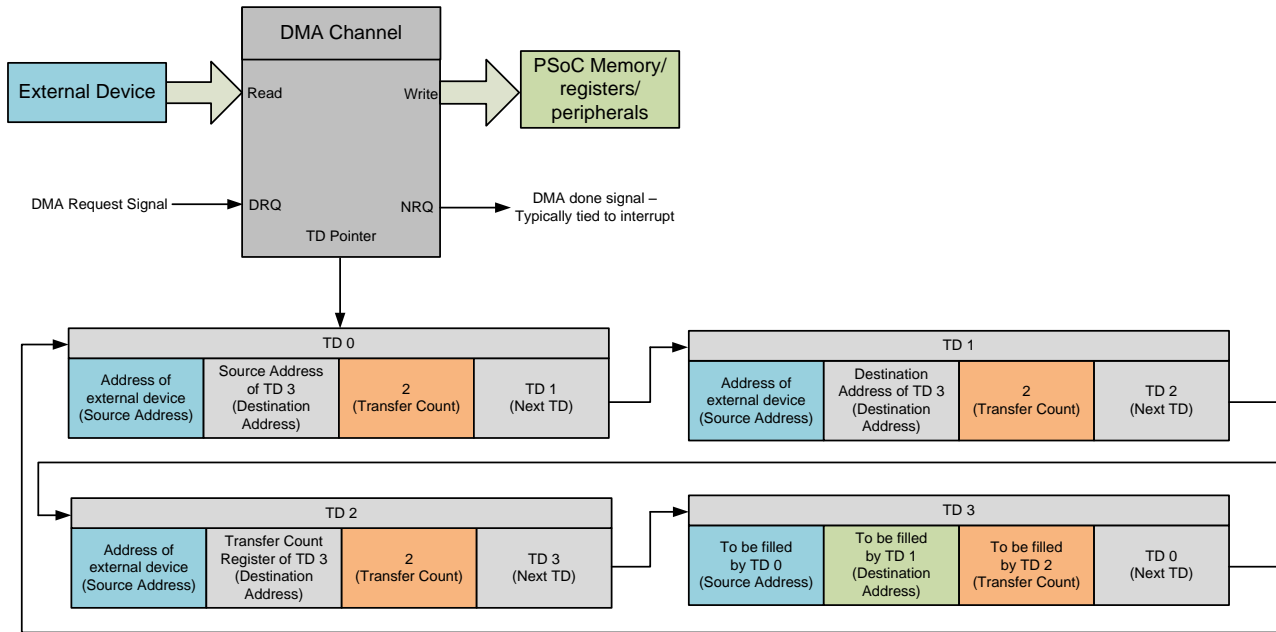 DMA Channel
External Device
Read
Write
PSoC Memory/
registers/
peripherals
DMA Request Signal
DRQ
NRQ
DMA done signal –
Typically tied to interrupt
TD Pointer
TD 0
Address of
external device
(Source Address)
Source Address
of TD 3
(Destination
Address)
2
(Transfer Count)
TD 1
(Next TD)
TD 1
Address of
external device
(Source Address)
Destination
Address of TD 3
(Destination
Address)
2
(Transfer Count)
TD 2
(Next TD)
TD 2
Address of
external device
(Source Address)
Transfer Count
Register of TD 3
(Destination
Address)
2
(Transfer Count)
TD 3
(Next TD)
TD 3
To be filled
by TD 0
(Source Address)
To be filled
by TD 1
(Destination
Address)
To be filled
by TD 2
(Transfer Count)
TD 0
(Next TD)